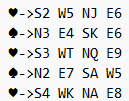 ♥->S2 W5 NJ E6
♠->N3 E4 SK E6
♥->S3 WT NQ E9
♠->N2 E7 SA W5
♥->S4 WK NA E8